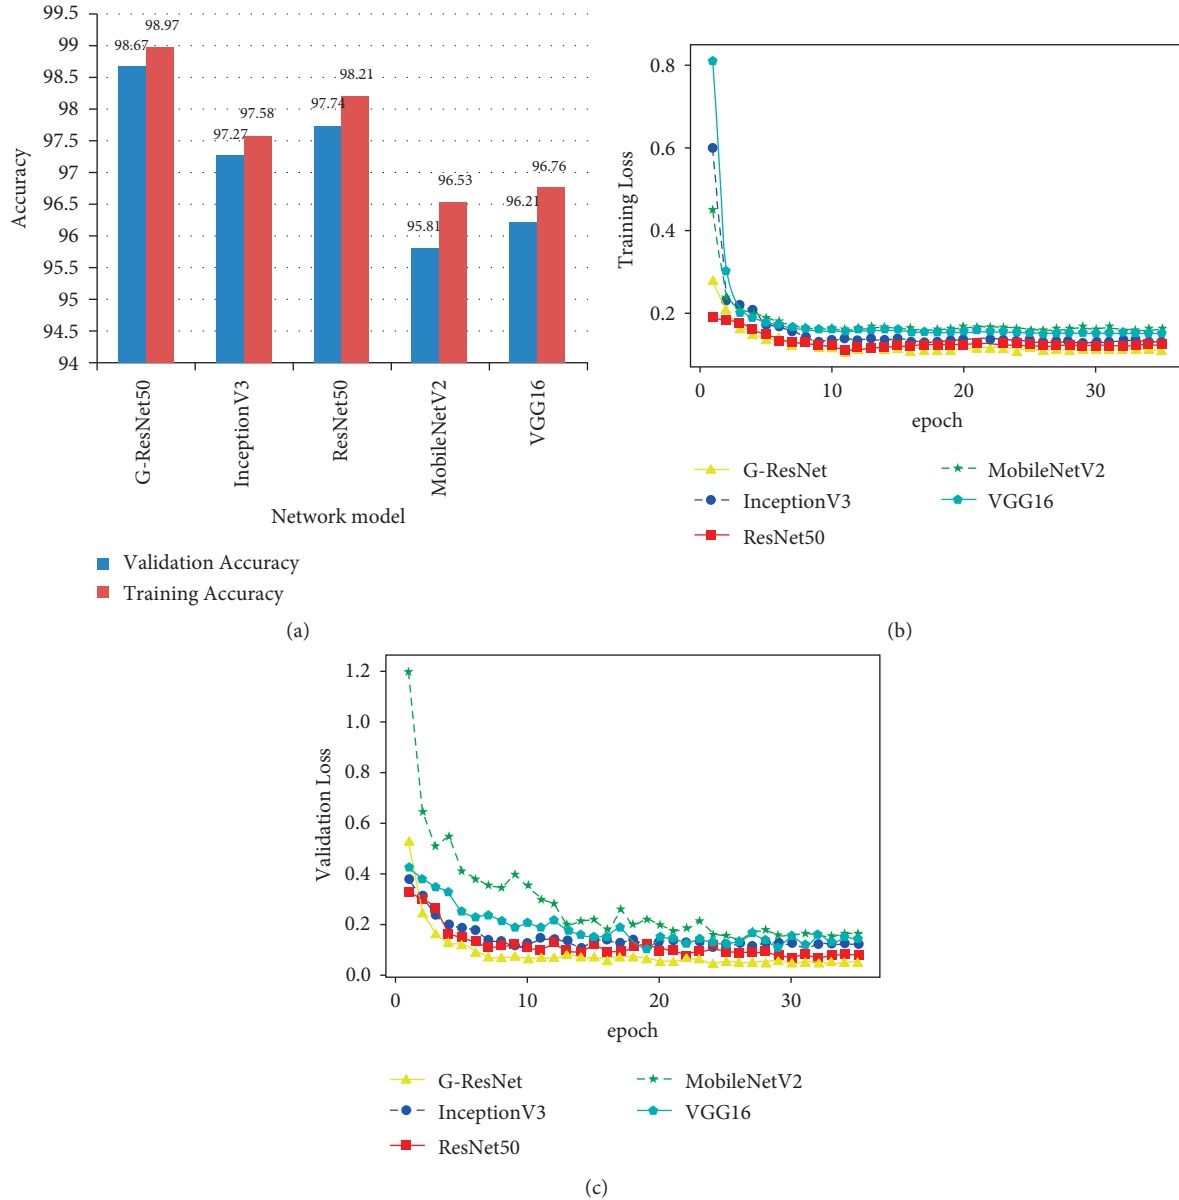 99.5
99
98.5
98
97.5
97
96.5
96
95.5
95
94.5
94
Accuracy
98.67
98.97
97.27
97.58
97.74
98.21
95.81
96.53
96.21
96.76
G-ResNet50
InceptionV3
ResNet50
MobileNetV2
VGG16
Network model
Validation Accuracy
Training Accuracy
(a)
0.8
0.6
0.4
0.2
Training Loss
0 10 20 30
epoch
G-ResNet
InceptionV3
ResNet50
MobileNetV2
VGG16
(b)
1.2
1.0
0.8
0.6
0.4
0.2
0.0
Validation Loss
0 10 20 30
epoch
G-ResNet
InceptionV3
ResNet50
MobileNetV2
VGG16
(c)